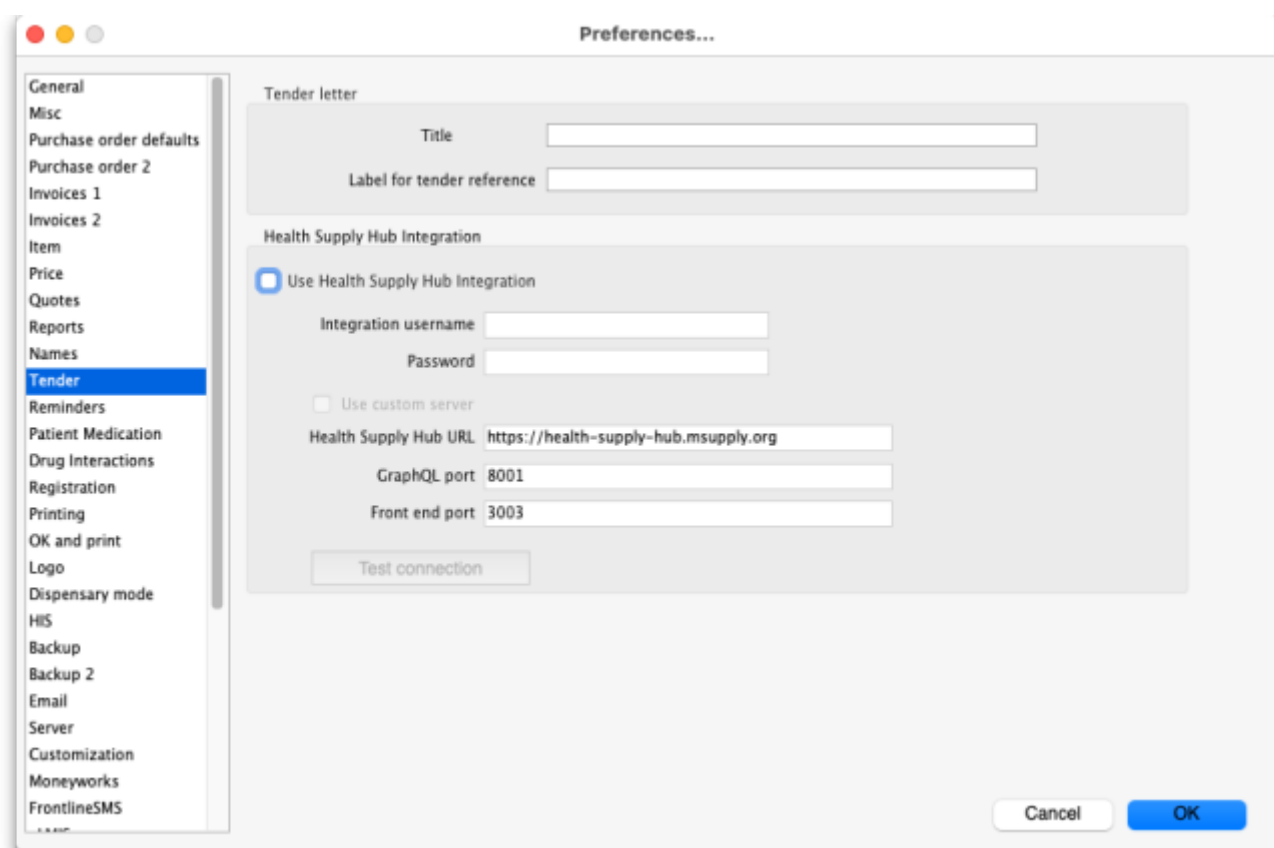 Preferences...
General
Misc
Purchase order defaults
Purchase order 2
Invoices 1
Invoices 2
Item
Price
Quotes
Reports
Names
Tender
Reminders
Patient Medication
Drug Interactions
Registration
Printing
OK and print
Logo
Dispensary mode
HIS
Backup
Backup 2
Email
Server
Customization
Moneyworks
FrontlineSMS
Tender letter
Title
Label for tender reference
Health Supply Hub Integration
Use Health Supply Hub Integration
Integration username
Password
Use custom server
Health Supply Hub URL https://health-supply-hub.msupply.org
GraphQL port 8001
Front end port 3003
Test connection
Cancel OK